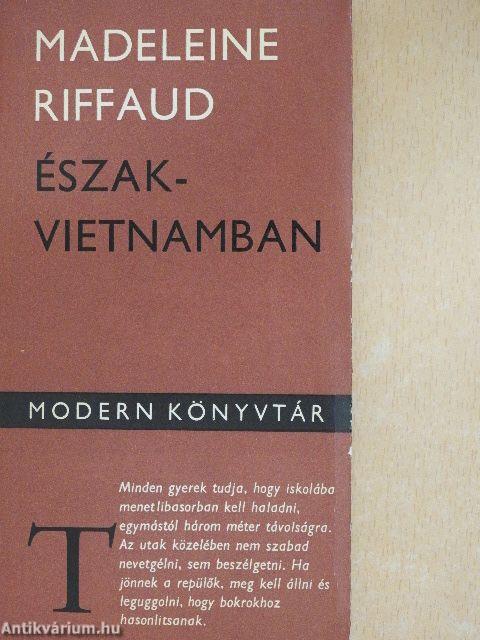 MADELEINE
RIFFAUD
ÉSZAK-
VIETNAMBAN
MODERN KÖNYVTÁR
Minden gyerek tudja, hogy iskolába
menet libasorban kell haladni,
egymástól három méter távolságra.
Az utak közelében nem szabad
nevetgélni, sem beszélgetni. Ha
jönnek a repülők, meg kell állni és
leguggolni, hogy bokrokhoz
hasonlítsanak.
T
Antikvárium.hu